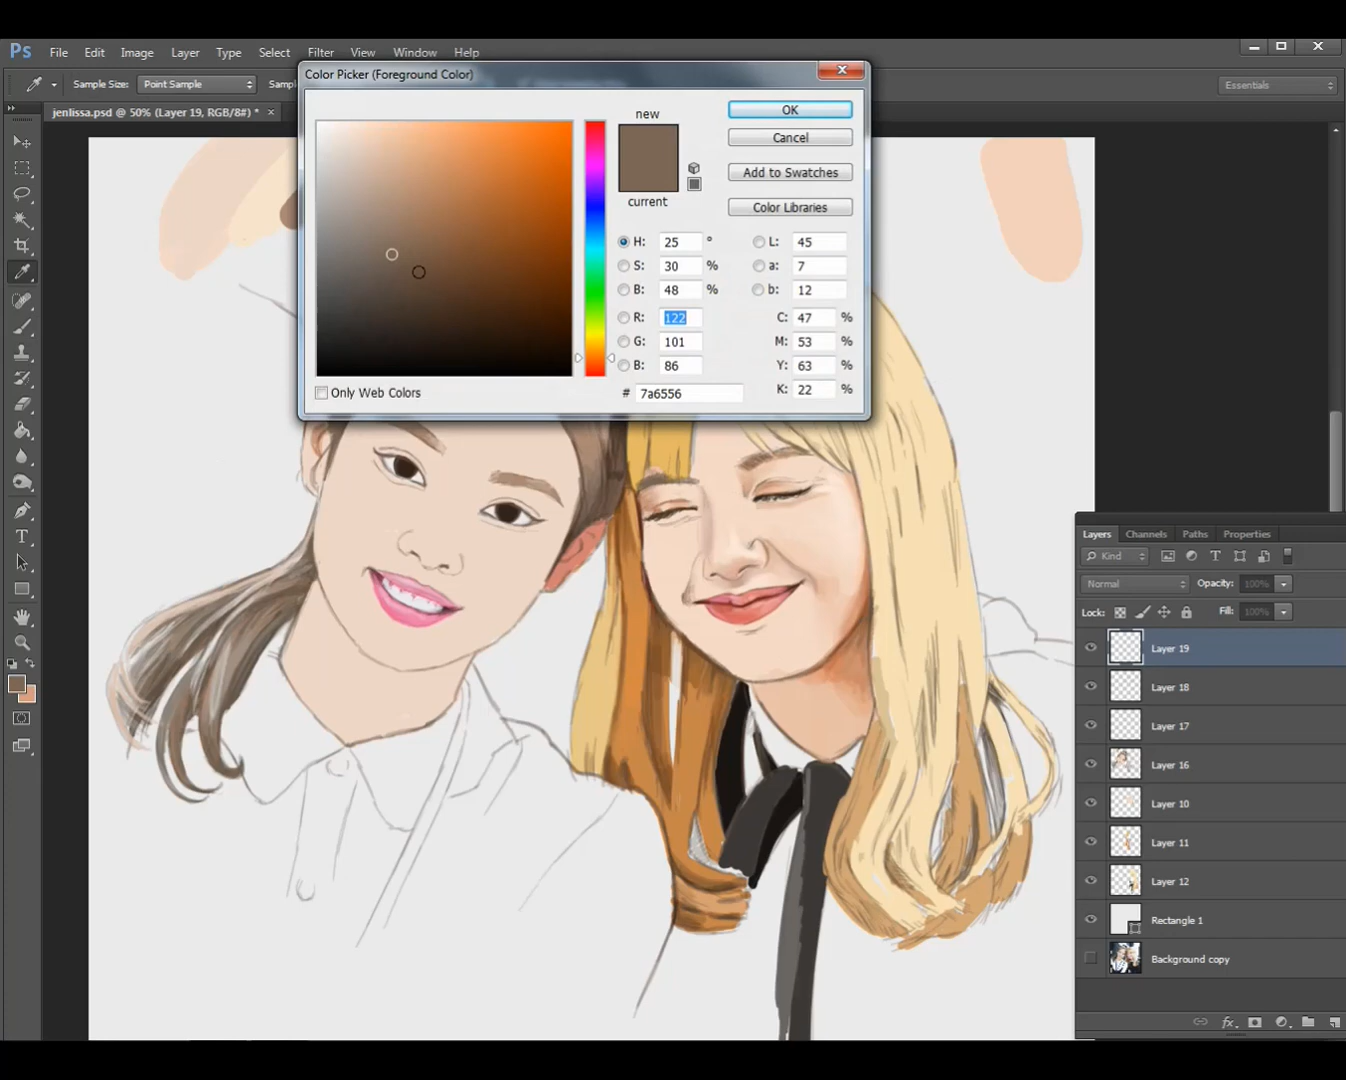 Ps File Edit Image Layer Type Select Filter View Window Help
Color Picker (Foreground Color)
Sample Size: Point Sample Sampl
Essentials
jenlissa.psd @ 50% (Layer 19, RGB/8#) * ×
new
current
OK
Cancel
Add to Swatches
Color Libraries
H: 25 ° L: 45
S: 30 % a: 7
B: 48 % b: 12
R: 122 C: 47 %
G: 101 M: 53 %
B: 86 Y: 63 %
# 7a6556 K: 22 %
Only Web Colors
Layers Channels Paths Properties
Kind
Normal Opacity: 100%
Lock: Fill: 100%
Layer 19
Layer 18
Layer 17
Layer 16
Layer 10
Layer 11
Layer 12
Rectangle 1
Background copy
fx